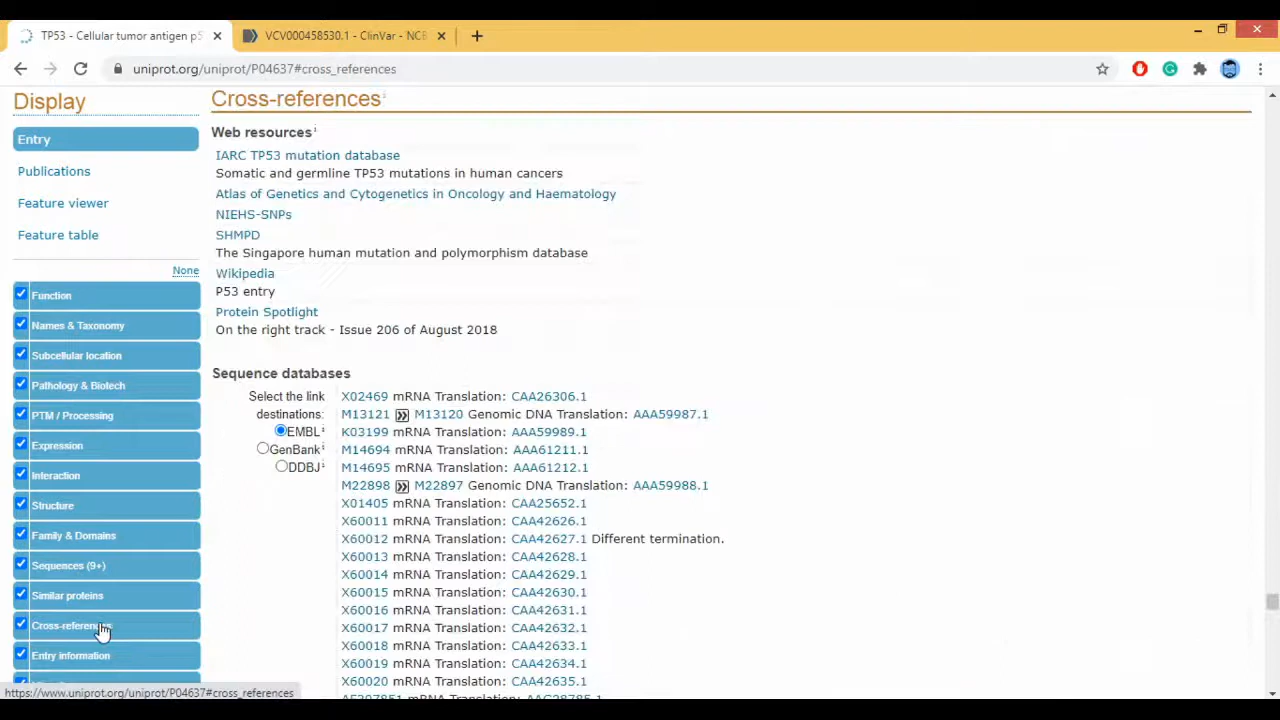 TP53 - Cellular tumor antigen p5
VCV000458530.1 - ClinVar - NCB
uniprot.org/uniprot/P04637#cross_references
Display
Entry
Publications
Feature viewer
Feature table
None
Function
Names & Taxonomy
Subcellular location
Pathology & Biotech
PTM / Processing
Expression
Interaction
Structure
Family & Domains
Sequences (9+)
Similar proteins
Cross-references
Entry information
https://www.uniprot.org/uniprot/P04637#cross_references
Cross-references i
Web resources i
IARC TP53 mutation database
Somatic and germline TP53 mutations in human cancers
Atlas of Genetics and Cytogenetics in Oncology and Haematology
NIEHS-SNPs
SHMPD
The Singapore human mutation and polymorphism database
Wikipedia
P53 entry
Protein Spotlight
On the right track - Issue 206 of August 2018
Sequence databases
Select the link
destinations:
EMBL i
GenBank i
DDBJ i
X02469 mRNA Translation: CAA26306.1
M13121 M13120 Genomic DNA Translation: AAA59987.1
K03199 mRNA Translation: AAA59989.1
M14694 mRNA Translation: AAA61211.1
M14695 mRNA Translation: AAA61212.1
M22898 M22897 Genomic DNA Translation: AAA59988.1
X01405 mRNA Translation: CAA25652.1
X60011 mRNA Translation: CAA42626.1
X60012 mRNA Translation: CAA42627.1 Different termination.
X60013 mRNA Translation: CAA42628.1
X60014 mRNA Translation: CAA42629.1
X60015 mRNA Translation: CAA42630.1
X60016 mRNA Translation: CAA42631.1
X60017 mRNA Translation: CAA42632.1
X60018 mRNA Translation: CAA42633.1
X60019 mRNA Translation: CAA42634.1
X60020 mRNA Translation: CAA42635.1
mRNA Translation: